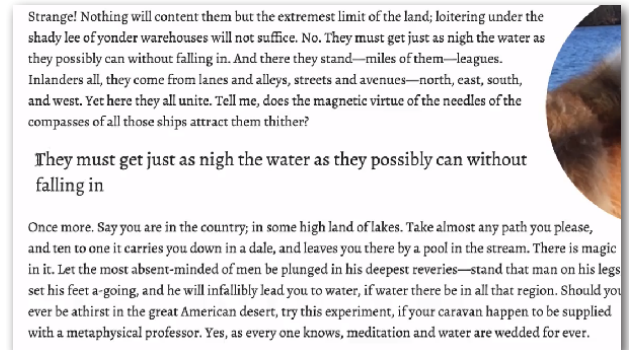 Strange! Nothing will content them but the extremest limit of the land; loitering under the
shady lee of yonder warehouses will not suffice. No. They must get just as nigh the water as
they possibly can without falling in. And there they stand—miles of them—leagues.
Inlanders all, they come from lanes and alleys, streets and avenues—north, east, south,
and west. Yet here they all unite. Tell me, does the magnetic virtue of the needles of the
compasses of all those ships attract them thither?
They must get just as nigh the water as they possibly can without
falling in
Once more. Say you are in the country; in some high land of lakes. Take almost any path you please,
and ten to one it carries you down in a dale, and leaves you there by a pool in the stream. There is magic
in it. Let the most absent-minded of men be plunged in his deepest reveries—stand that man on his legs
set his feet a-going, and he will infallibly lead you to water, if water there be in all that region. Should you
ever be athirst in the great American desert, try this experiment, if your caravan happen to be supplied
with a metaphysical professor. Yes, as every one knows, meditation and water are wedded for ever.